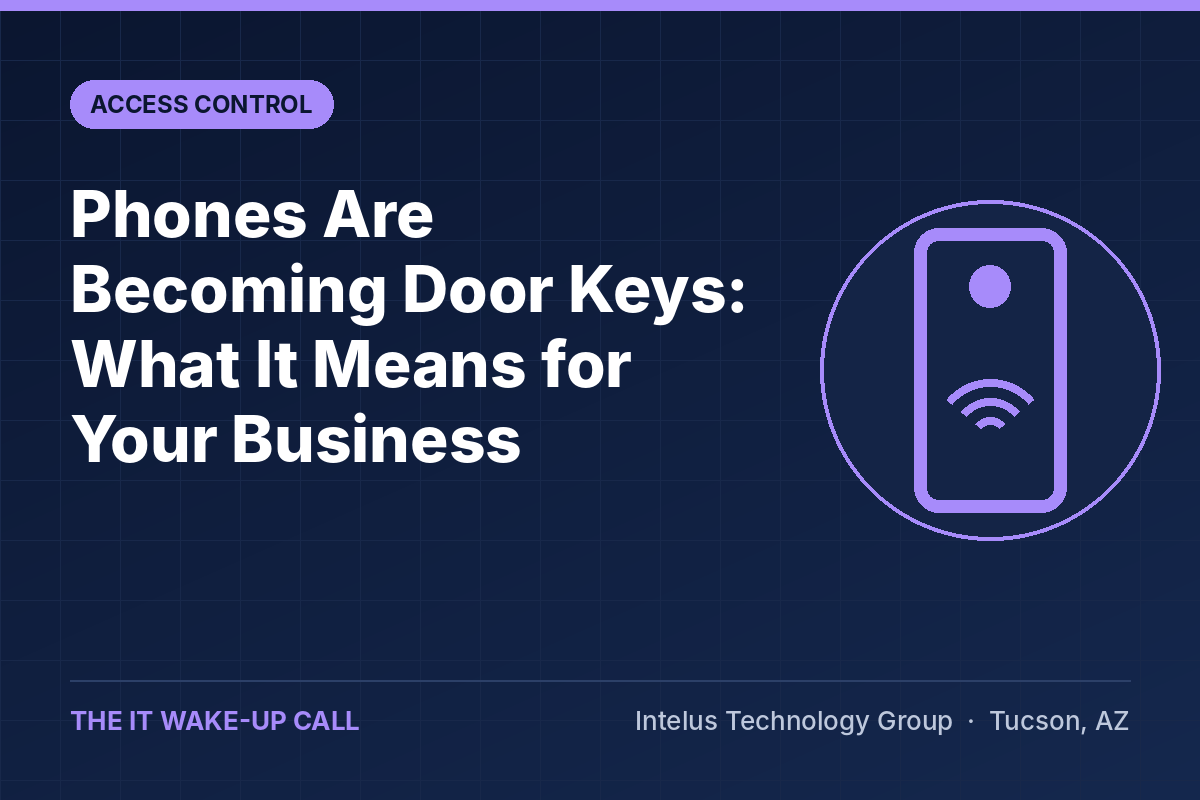 ACCESS CONTROL
Phones Are
Becoming Door Keys:
What It Means for
Your Business
THE IT WAKE-UP CALL
Intelus Technology Group · Tucson, AZ